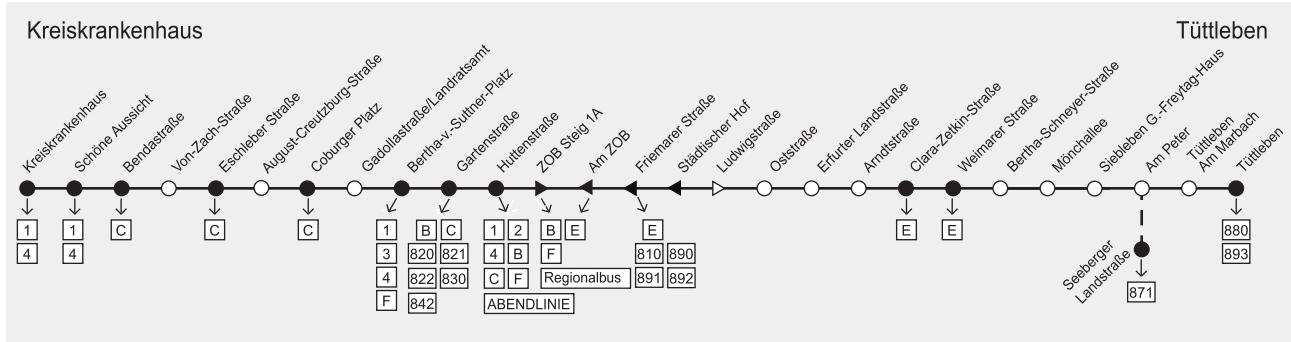 Kreiskrankenhaus
Tüttleben
Kreiskrankenhaus
Schöne Aussicht
Bendastraße
Von-Zach-Straße
Eschleber Straße
August-Creutzburg-Straße
Coburger Platz
Gadollastraße/Landratsamt
Bertha-v.-Suttner-Platz
Gartenstraße
Huttenstraße
ZOB Steig 1A
Am ZOB
Friemarer Straße
Städtischer Hof
Ludwigstraße
Oststraße
Erfurter Landstraße
Arndtstraße
Clara-Zetkin-Straße
Weimarer Straße
Bertha-Schneyer-Straße
Mönchallee
Siebleben G.-Freytag-Haus
Am Peter
Tüttleben
Am Marbach
Tüttleben
1 1 C C C 1 B C 1 2 B E E E E 880
4 4 3 820 821 4 B F 810 890 893
4 822 830 C F Regionalbus 891 892
F 842 ABENDLINIE
Seeberger
Landstraße
871